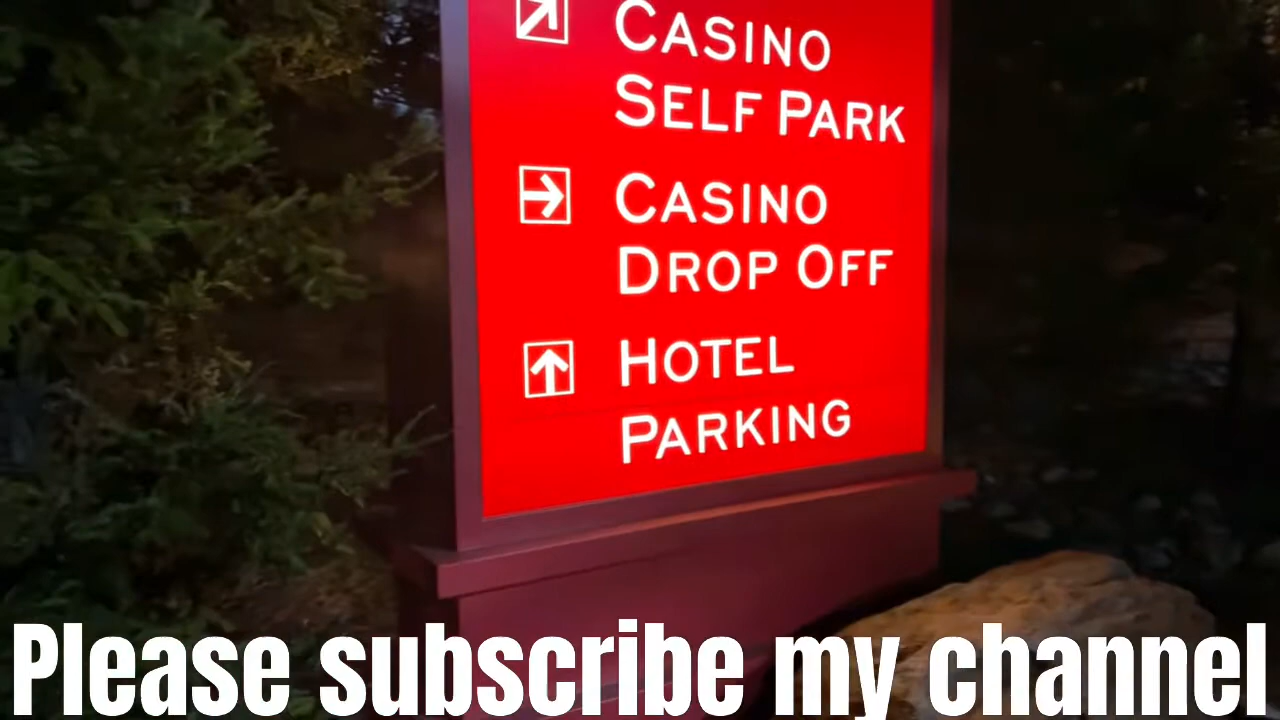 CASINO
SELF PARK
CASINO
DROP OFF
HOTEL
PARKING
Please subscribe my channel